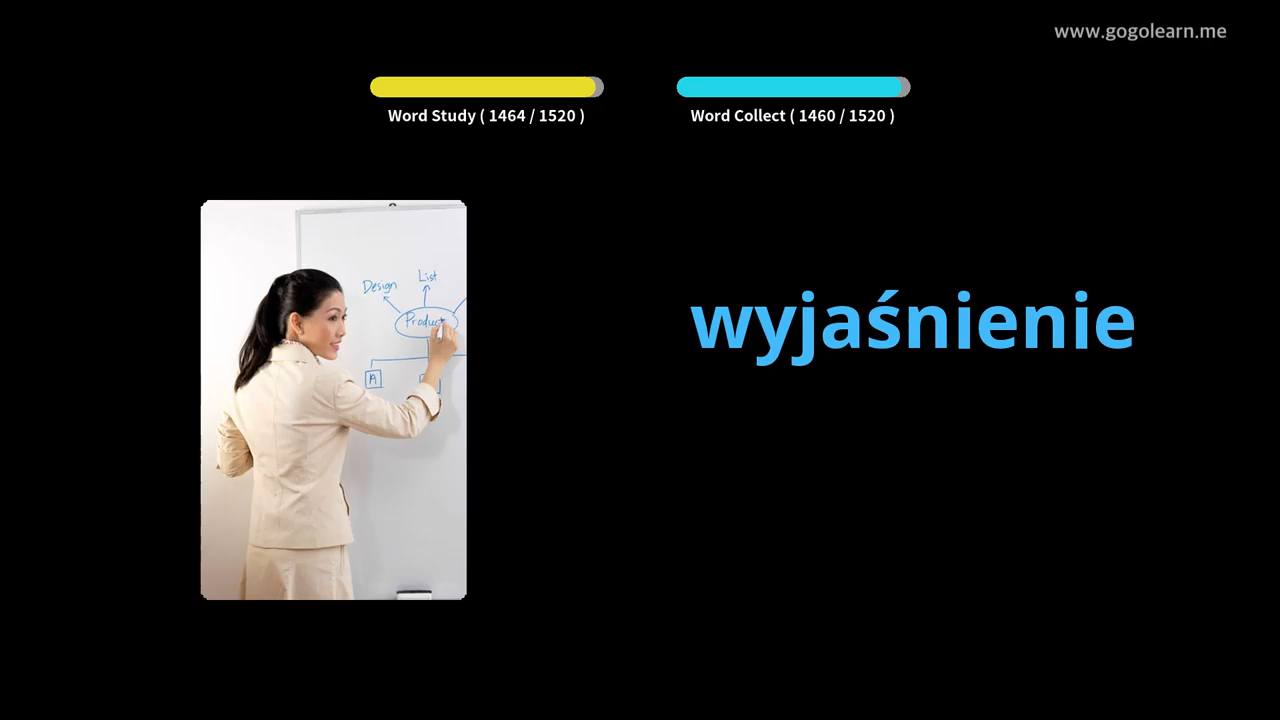 www.gogolearn.me
Word Study ( 1464 / 1520 )
Word Collect ( 1460 / 1520 )
Design
List
Product
A
wyjaśnienie